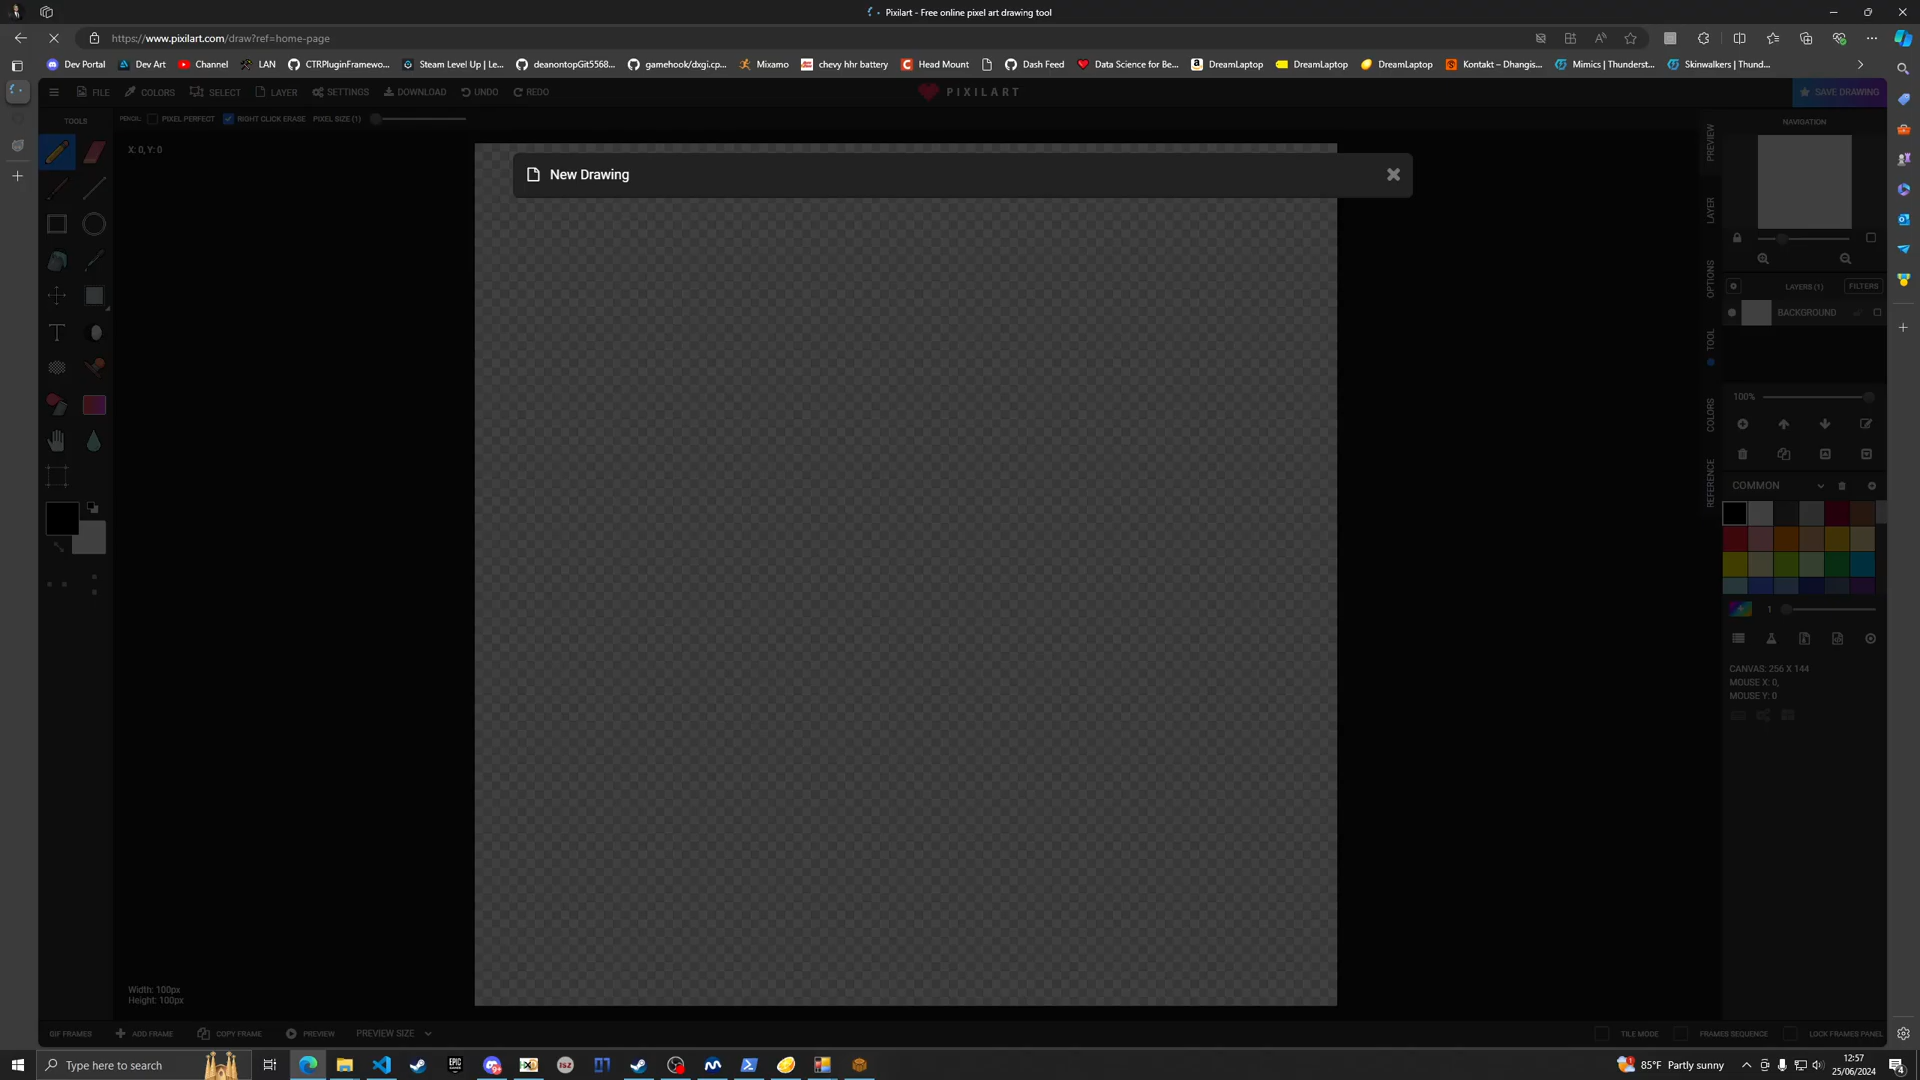 Pixilart - Free online pixel art drawing tool
https://www.pixilart.com/draw?ref=home-page
Dev Portal
Dev Art
Channel
LAN
CTRPluginFramewo...
Steam Level Up | Le...
deanontopGit5568...
gamehook/dxgi.cp...
Mixamo
chevy hhr battery
Head Mount
Dash Feed
Data Science for Be...
DreamLaptop
DreamLaptop
DreamLaptop
Kontakt – Dhangis...
Mimics | Thunderst...
Skinwalkers | Thund...
FILE
COLORS
SELECT
LAYER
SETTINGS
DOWNLOAD
UNDO
REDO
PIXILART
SAVE DRAWING
TOOLS
PENCIL:
PIXEL PERFECT
RIGHT CLICK ERASE
PIXEL SIZE (1)
NAVIGATION
X: 0, Y: 0
New Drawing
PREVIEW
LAYER
OPTIONS
TOOL
COLORS
REFERENCE
LAYERS (1)
FILTERS
BACKGROUND
100%
COMMON
1
CANVAS: 256 X 144
MOUSE X: 0,
MOUSE Y: 0
Width: 100px
Height: 100px
GIF FRAMES
ADD FRAME
COPY FRAME
PREVIEW
PREVIEW SIZE
TILE MODE
FRAMES SEQUENCE
LOCK FRAMES PANEL
Type here to search
EPIC
isz
85°F Partly sunny
12:57
25/06/2024
4